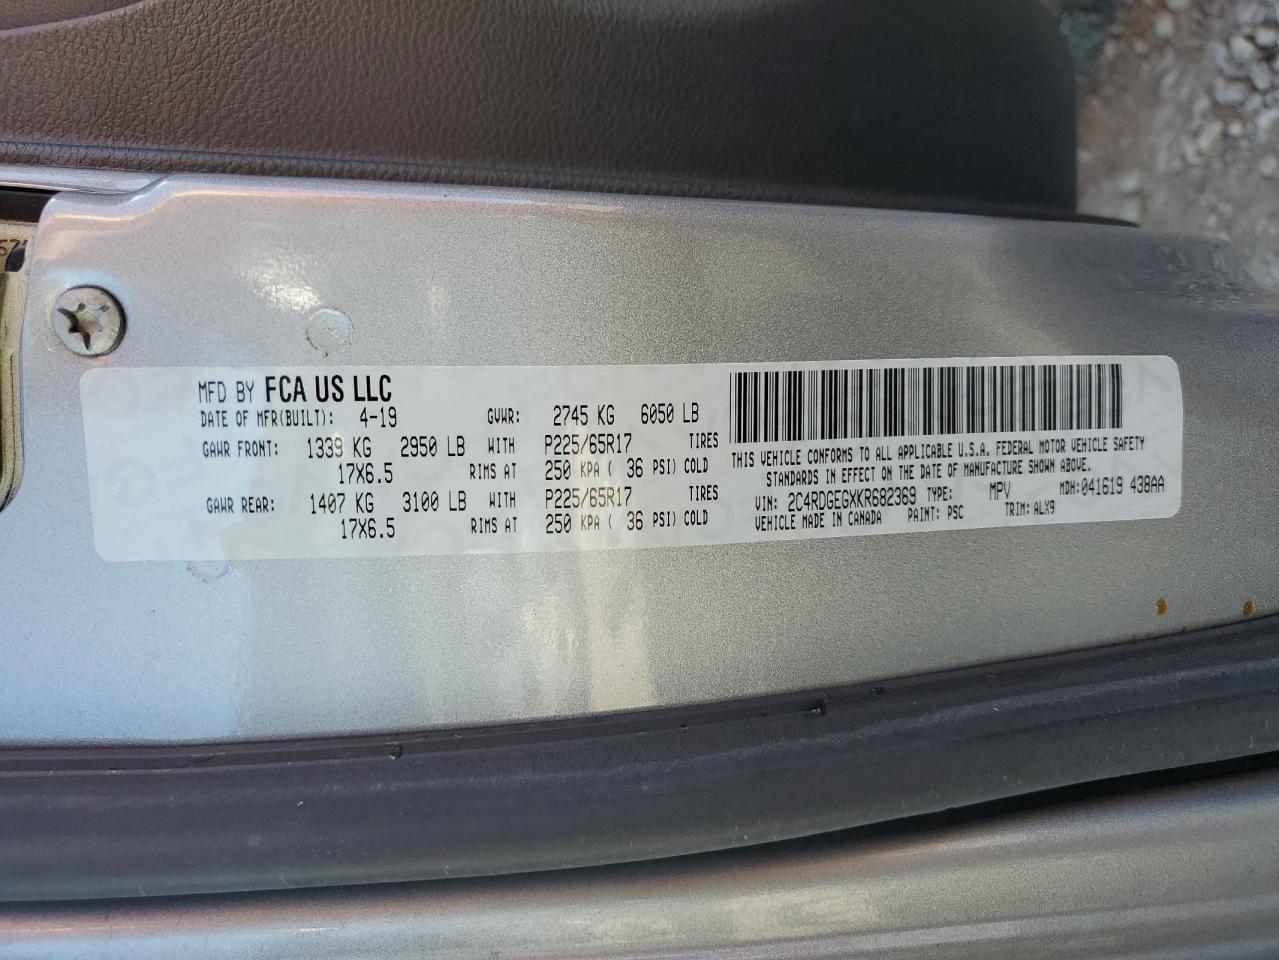 MFD BY FCA US LLC
DATE OF MFR(BUILT): 4-19 GVWR: 2745 KG 6050 LB
GAWR FRONT: 1339 KG 2950 LB WITH P225/65R17 TIRES
17X6.5 RIMS AT 250 KPA ( 36 PSI) COLD
GAWR REAR: 1407 KG 3100 LB WITH P225/65R17 TIRES
17X6.5 RIMS AT 250 KPA ( 36 PSI) COLD
THIS VEHICLE CONFORMS TO ALL APPLICABLE U.S.A. FEDERAL MOTOR VEHICLE SAFETY
STANDARDS IN EFFECT ON THE DATE OF MANUFACTURE SHOWN ABOVE.
VIN: 2C4RDGEGXKR682369 TYPE: MPV MDH:041619 438AA
VEHICLE MADE IN CANADA PAINT: PSC TRIM: ALX9